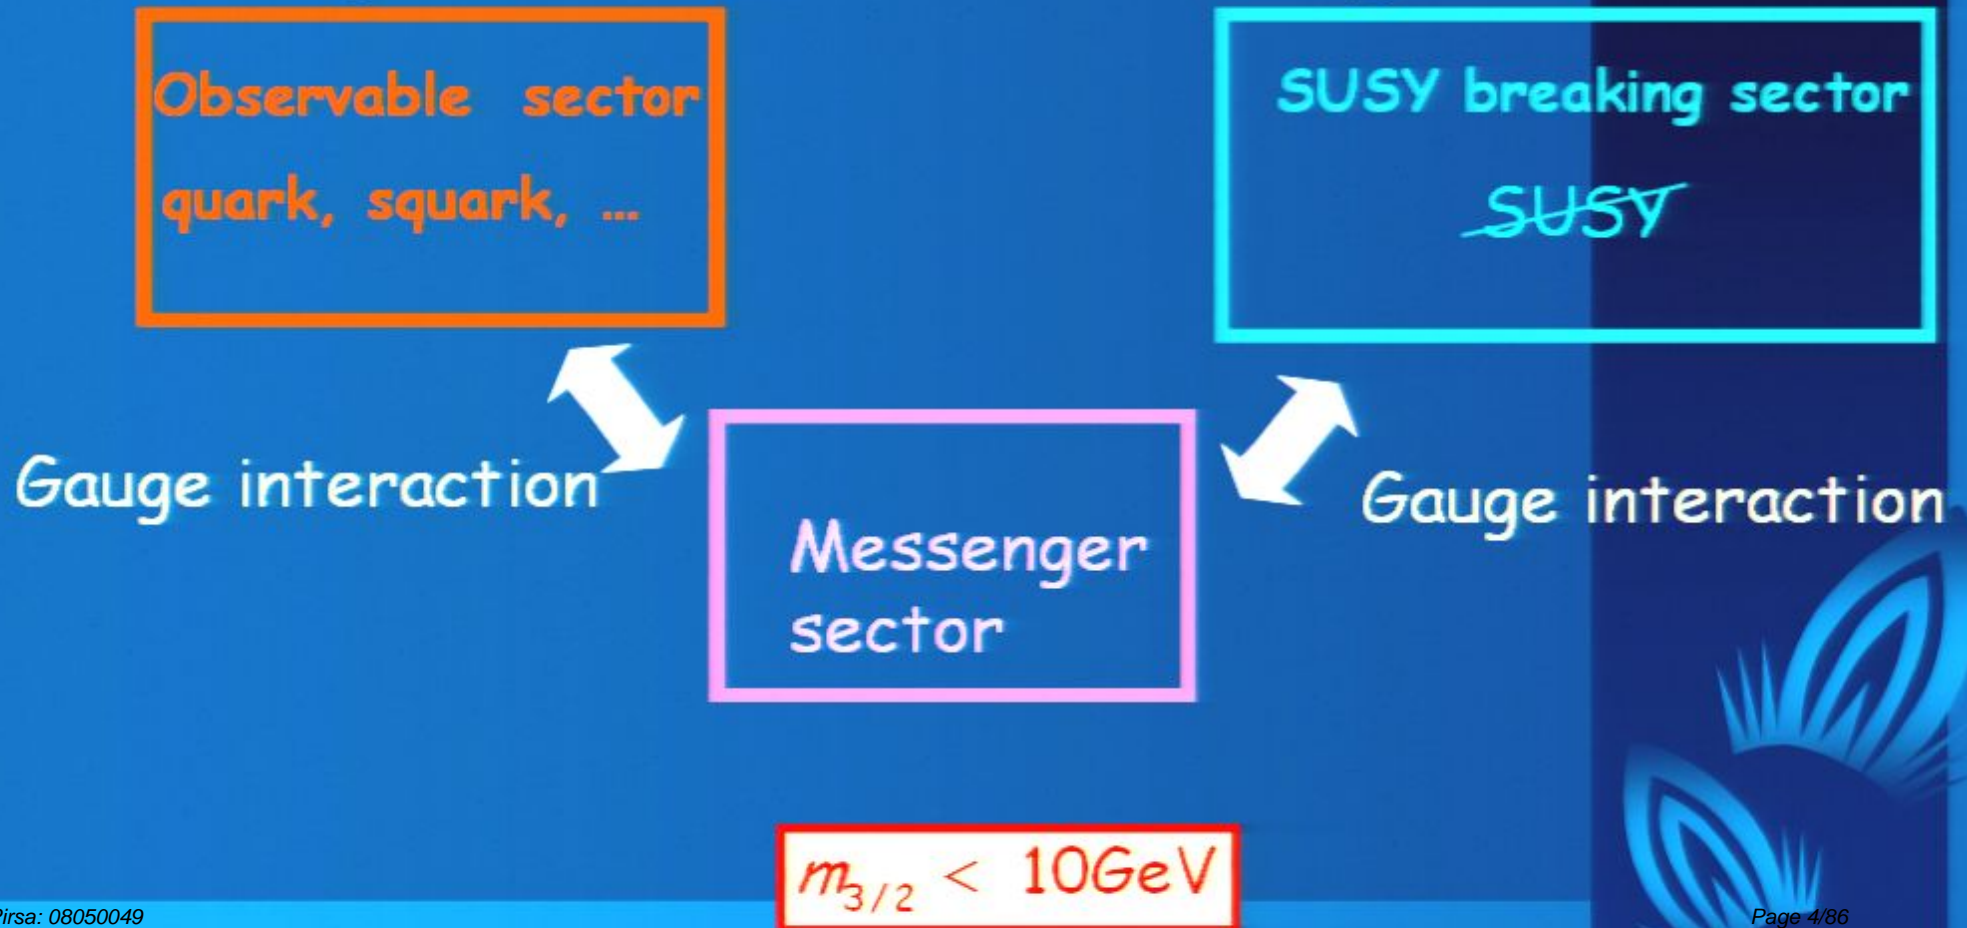 Observable sector
quark, squark, ...
SUSY breaking sector
SUSY
Gauge interaction
Gauge interaction
Messenger
sector
m3/2 < 10GeV
Pirsa: 08050049
Page 4/86